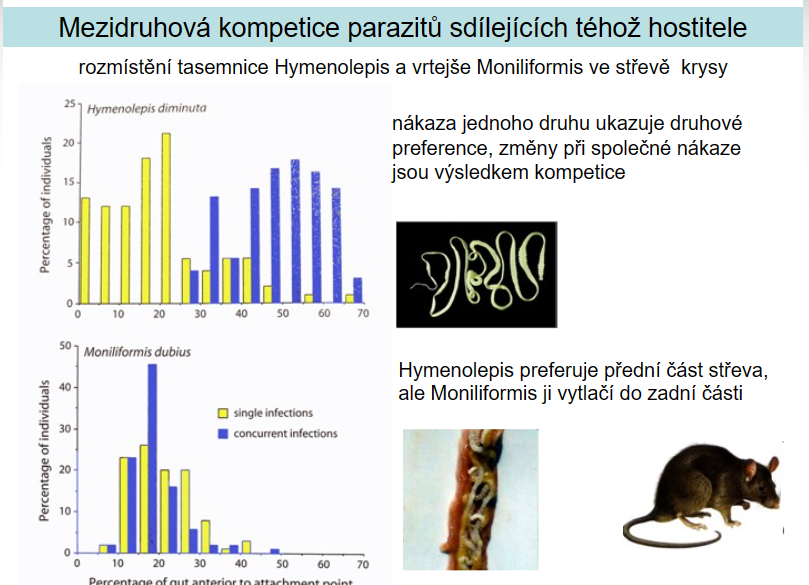 Mezidruhová kompetice parazitů sdílejících téhož hostitele
rozmístění tasemnice Hymenolepis a vrtejše Moniliformis ve střevě krysy
25
20
15
10
5
0
Percentage of individuals
Hymenolepis diminuta
0 10 20 30 40 50 60 70
nákaza jednoho druhu ukazuje druhové
preference, změny při společné nákaze
jsou výsledkem kompetice
50
40
30
20
10
0
Percentage of individuals
Moniliformis dubius
single infections
concurrent infections
0 10 20 30 40 50 60 70
Percentage of gut anterior to attachment point
Hymenolepis preferuje přední část střeva,
ale Moniliformis ji vytlačí do zadní části